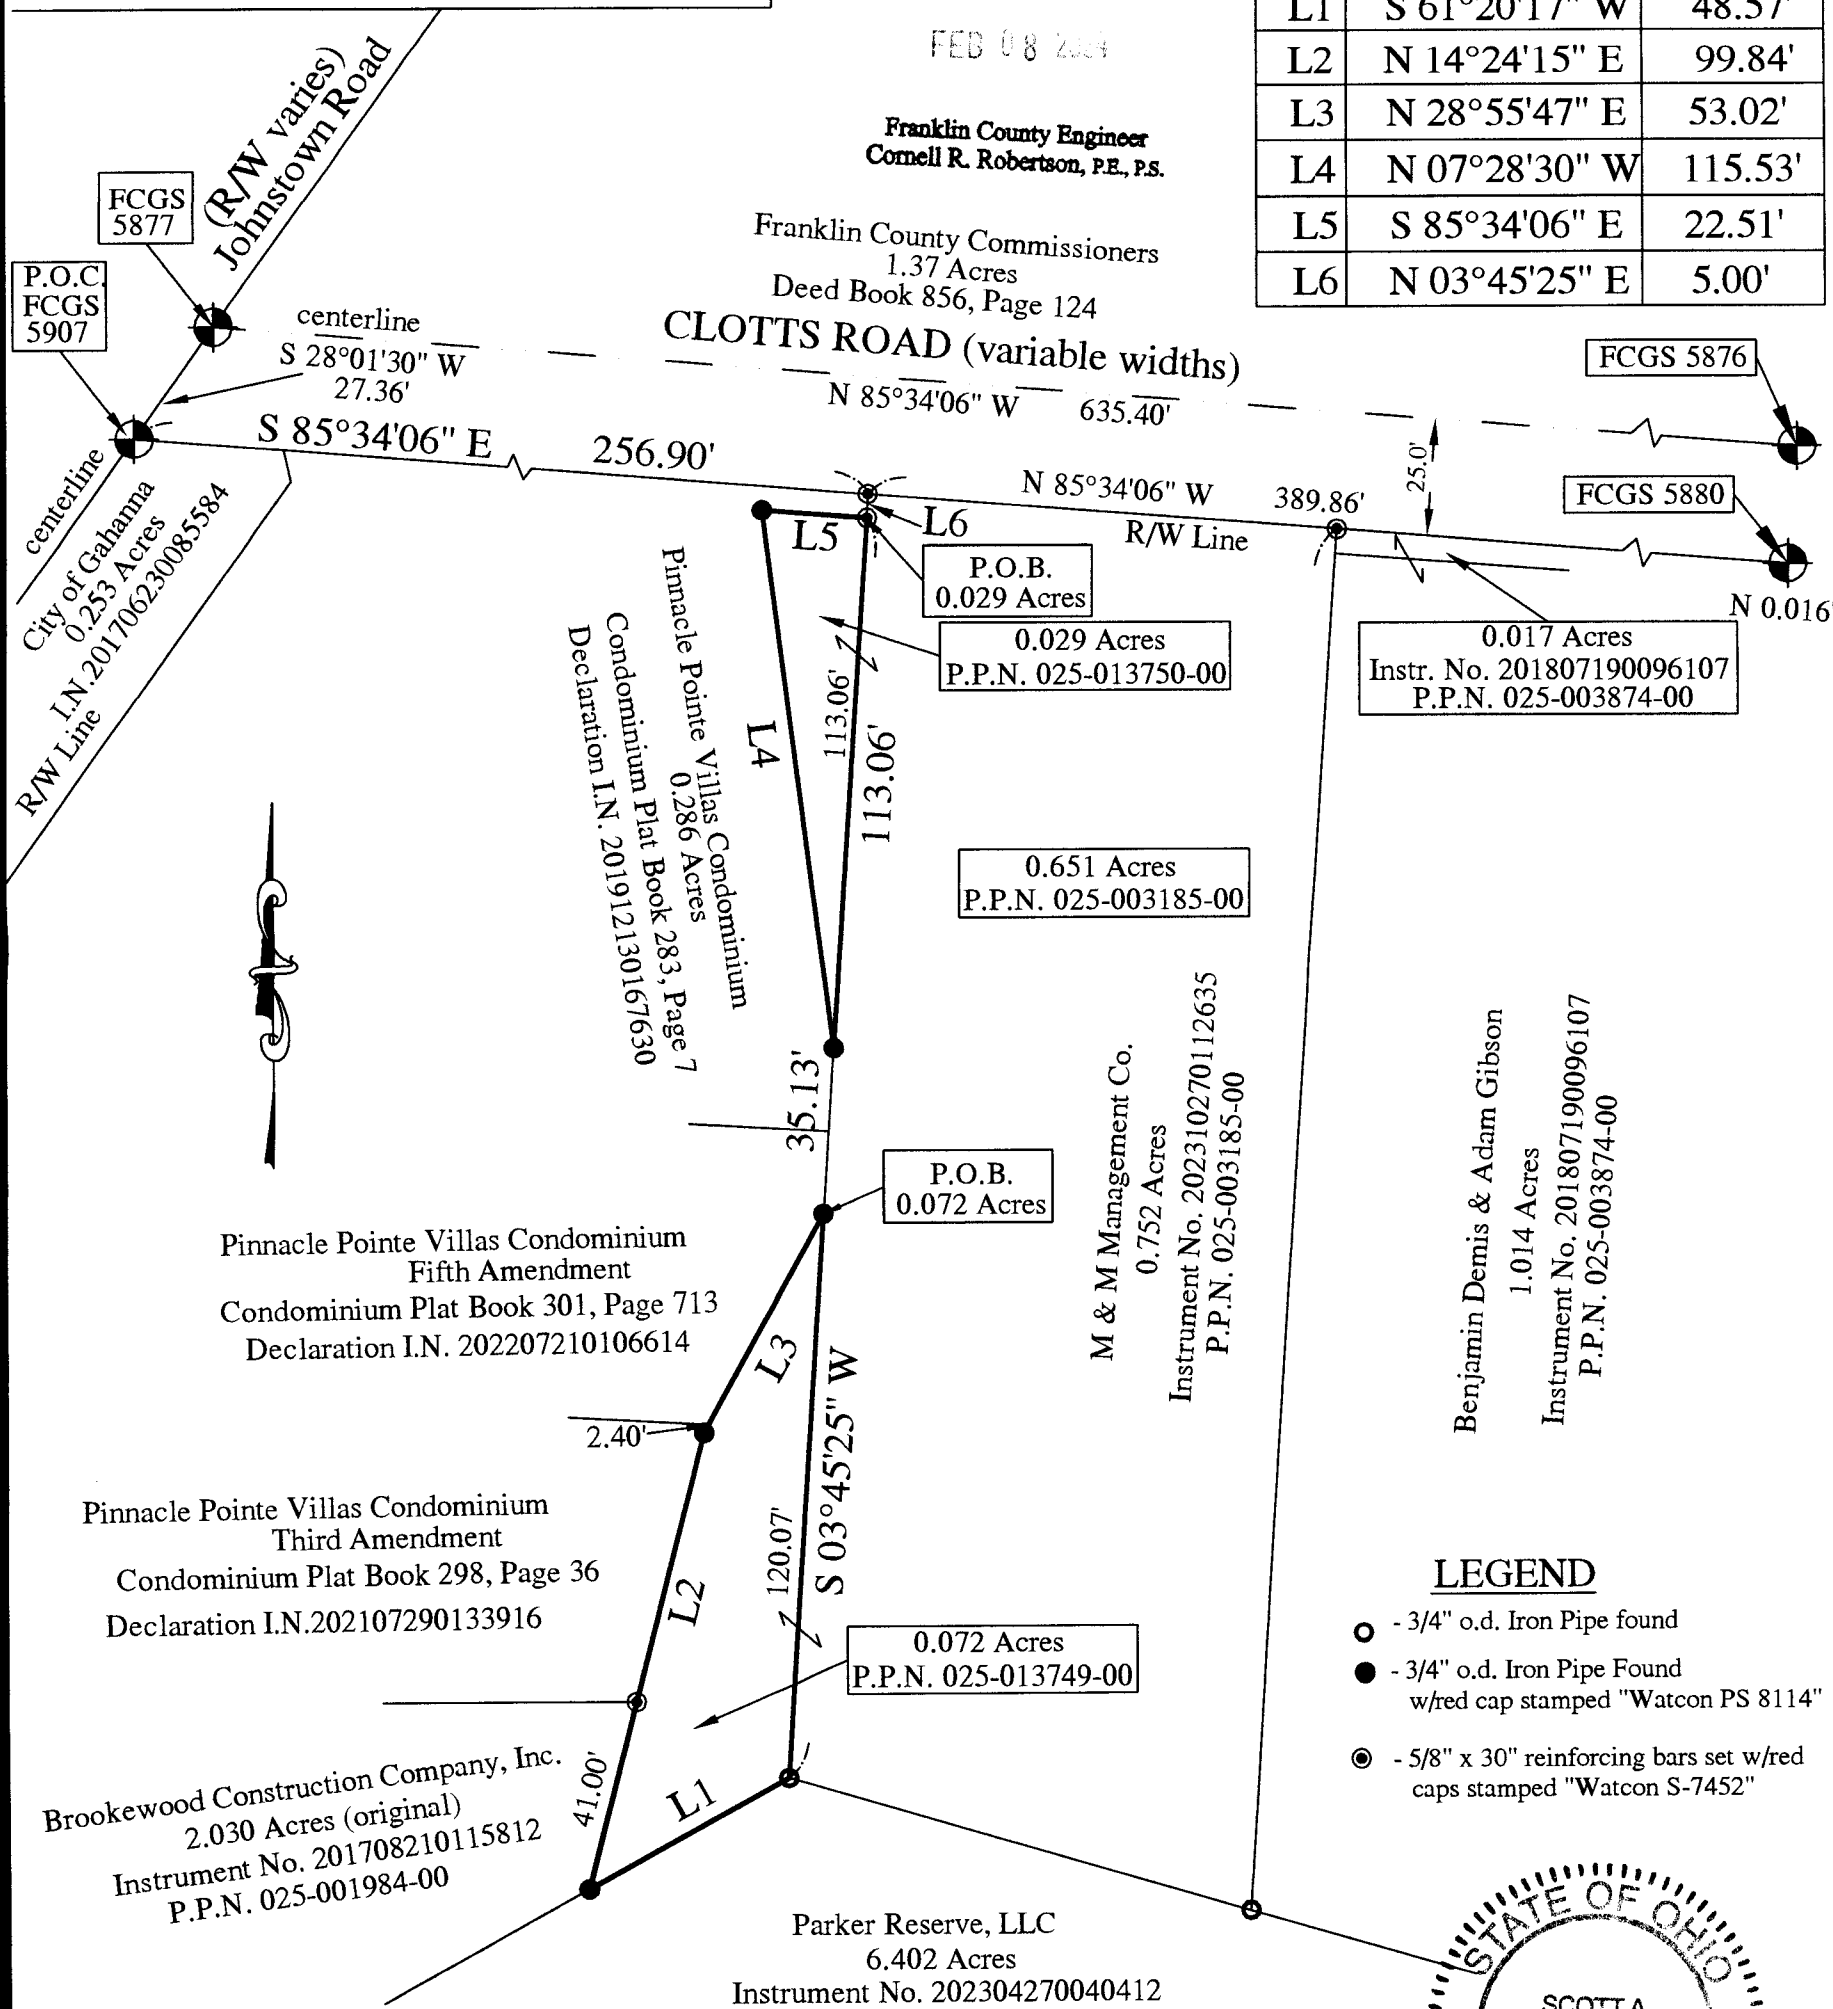 L1 S 61°20'17" W 48.57'
L2 N 14°24'15" E 99.84'
L3 N 28°55'47" E 53.02'
L4 N 07°28'30" W 115.53'
L5 S 85°34'06" E 22.51'
L6 N 03°45'25" E 5.00'
FEB 08
Franklin County Engineer
Cornell R. Robertson, P.E., P.S.
(R/W varies)
Johnstown Road
FCGS
5877
P.O.C.
FCGS
5907
Franklin County Commissioners
1.37 Acres
Deed Book 856, Page 124
CLOTTS ROAD (variable widths)
centerline
S 28°01'30" W
27.36'
N 85°34'06" W 635.40'
FCGS 5876
S 85°34'06" E 256.90'
25.0'
N 85°34'06" W 389.86'
R/W Line
FCGS 5880
N 0.016'
centerline
City of Gahanna
0.253 Acres
I.N.201706230085584
R/W Line
L5
L6
P.O.B.
0.029 Acres
0.029 Acres
P.P.N. 025-013750-00
0.017 Acres
Instr. No. 201807190096107
P.P.N. 025-003874-00
Pinnacle Pointe Villas Condominium
0.286 Acres
Condominium Plat Book 283, Page 7
Declaration I.N. 201912130167630
L4
113.06'
113.06'
0.651 Acres
P.P.N. 025-003185-00
35.13'
P.O.B.
0.072 Acres
M & M Management Co.
0.752 Acres
Instrument No. 202310270112635
P.P.N. 025-003185-00
Benjamin Demis & Adam Gibson
1.014 Acres
Instrument No. 201807190096107
P.P.N. 025-003874-00
Pinnacle Pointe Villas Condominium
Fifth Amendment
Condominium Plat Book 301, Page 713
Declaration I.N. 202207210106614
L3
S 03°45'25" W
2.40'
120.07'
Pinnacle Pointe Villas Condominium
Third Amendment
Condominium Plat Book 298, Page 36
Declaration I.N.202107290133916
L2
0.072 Acres
P.P.N. 025-013749-00
Brookewood Construction Company, Inc.
2.030 Acres (original)
Instrument No. 201708210115812
P.P.N. 025-001984-00
41.00'
L1
LEGEND
- 3/4" o.d. Iron Pipe found
- 3/4" o.d. Iron Pipe Found
w/red cap stamped "Watcon PS 8114"
- 5/8" x 30" reinforcing bars set w/red
caps stamped "Watcon S-7452"
Parker Reserve, LLC
6.402 Acres
Instrument No. 202304270040412
STATE OF OHIO
SCOTT A.